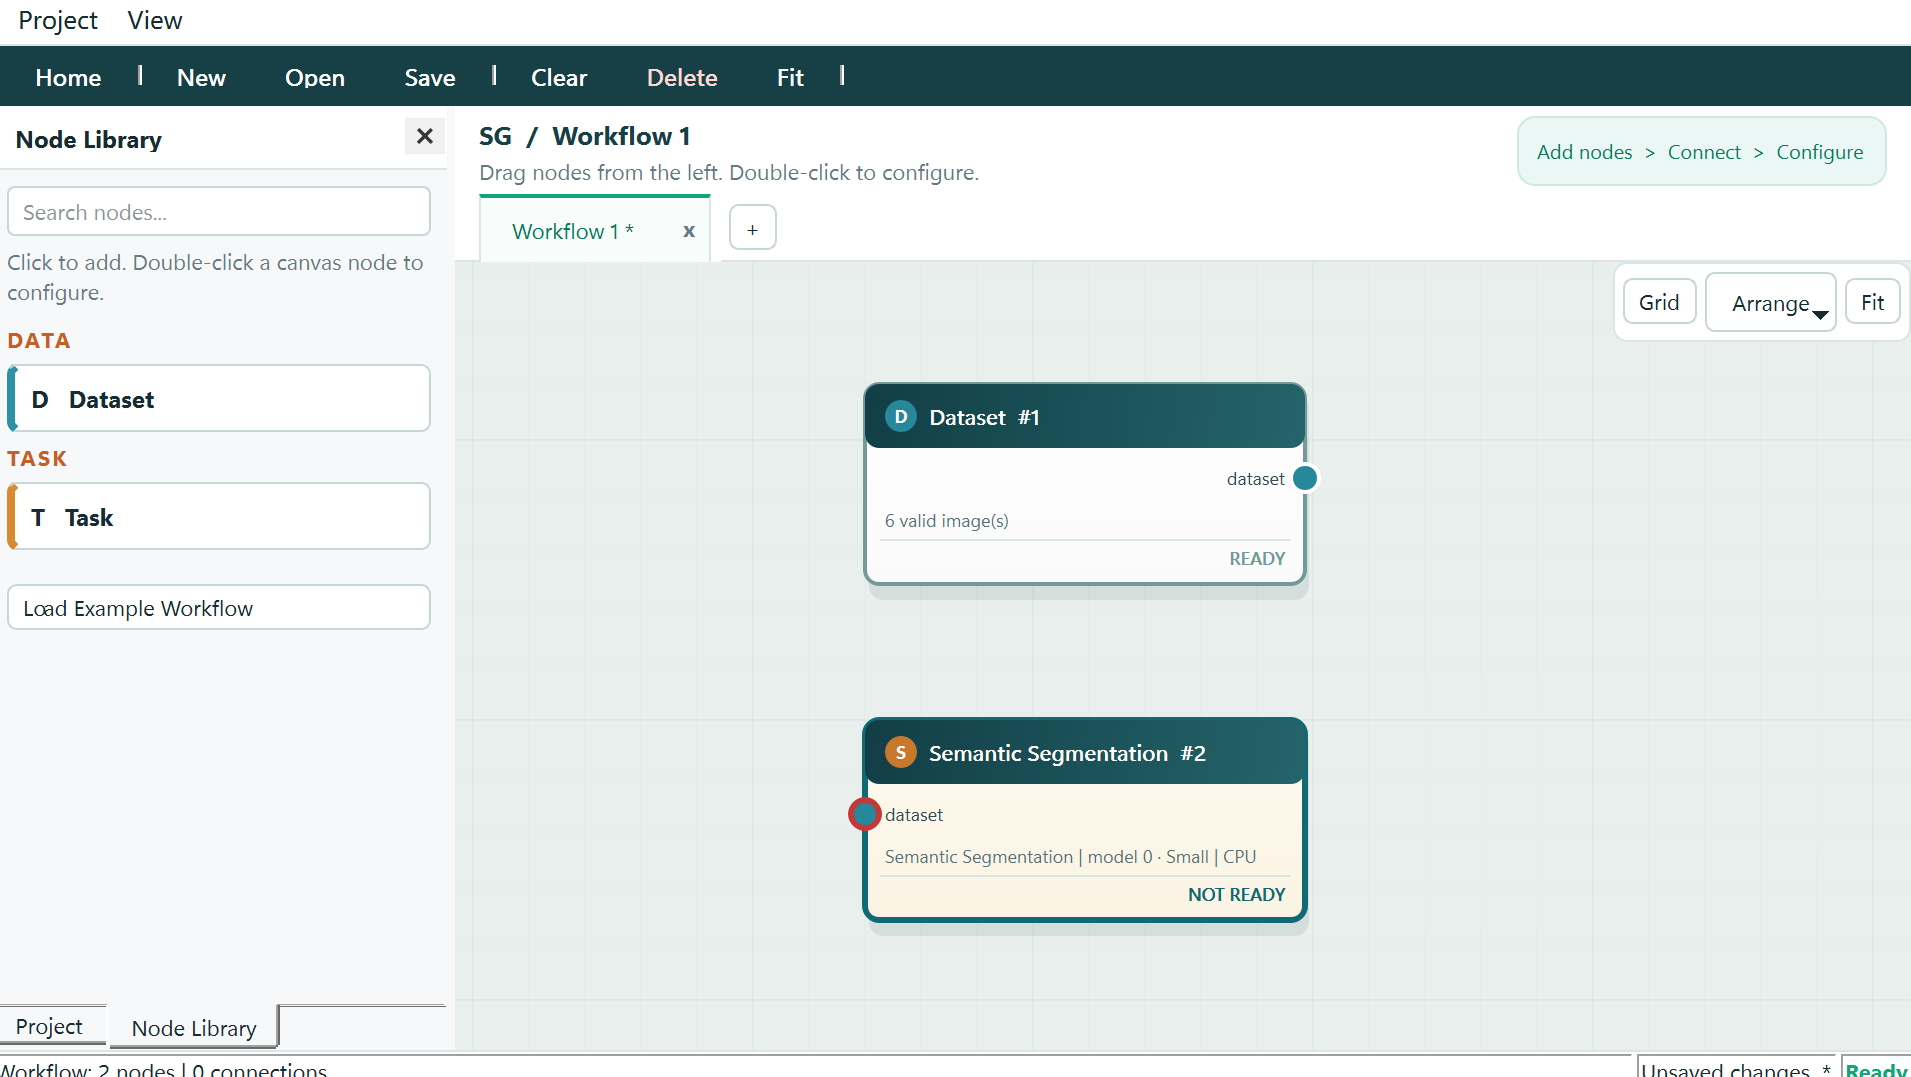 Project View
Home New Open Save Clear Delete Fit
Node Library ✕
Search nodes...
Click to add. Double-click a canvas node to
configure.
DATA
D Dataset
TASK
T Task
Load Example Workflow
Project Node Library
SG / Workflow 1
Drag nodes from the left. Double-click to configure.
Add nodes > Connect > Configure
Workflow 1 * x +
Grid Arrange Fit
D Dataset #1
dataset
6 valid image(s)
READY
S Semantic Segmentation #2
dataset
Semantic Segmentation | model 0 · Small | CPU
NOT READY
Workflow: 2 nodes | 0 connections
Unsaved changes * Ready